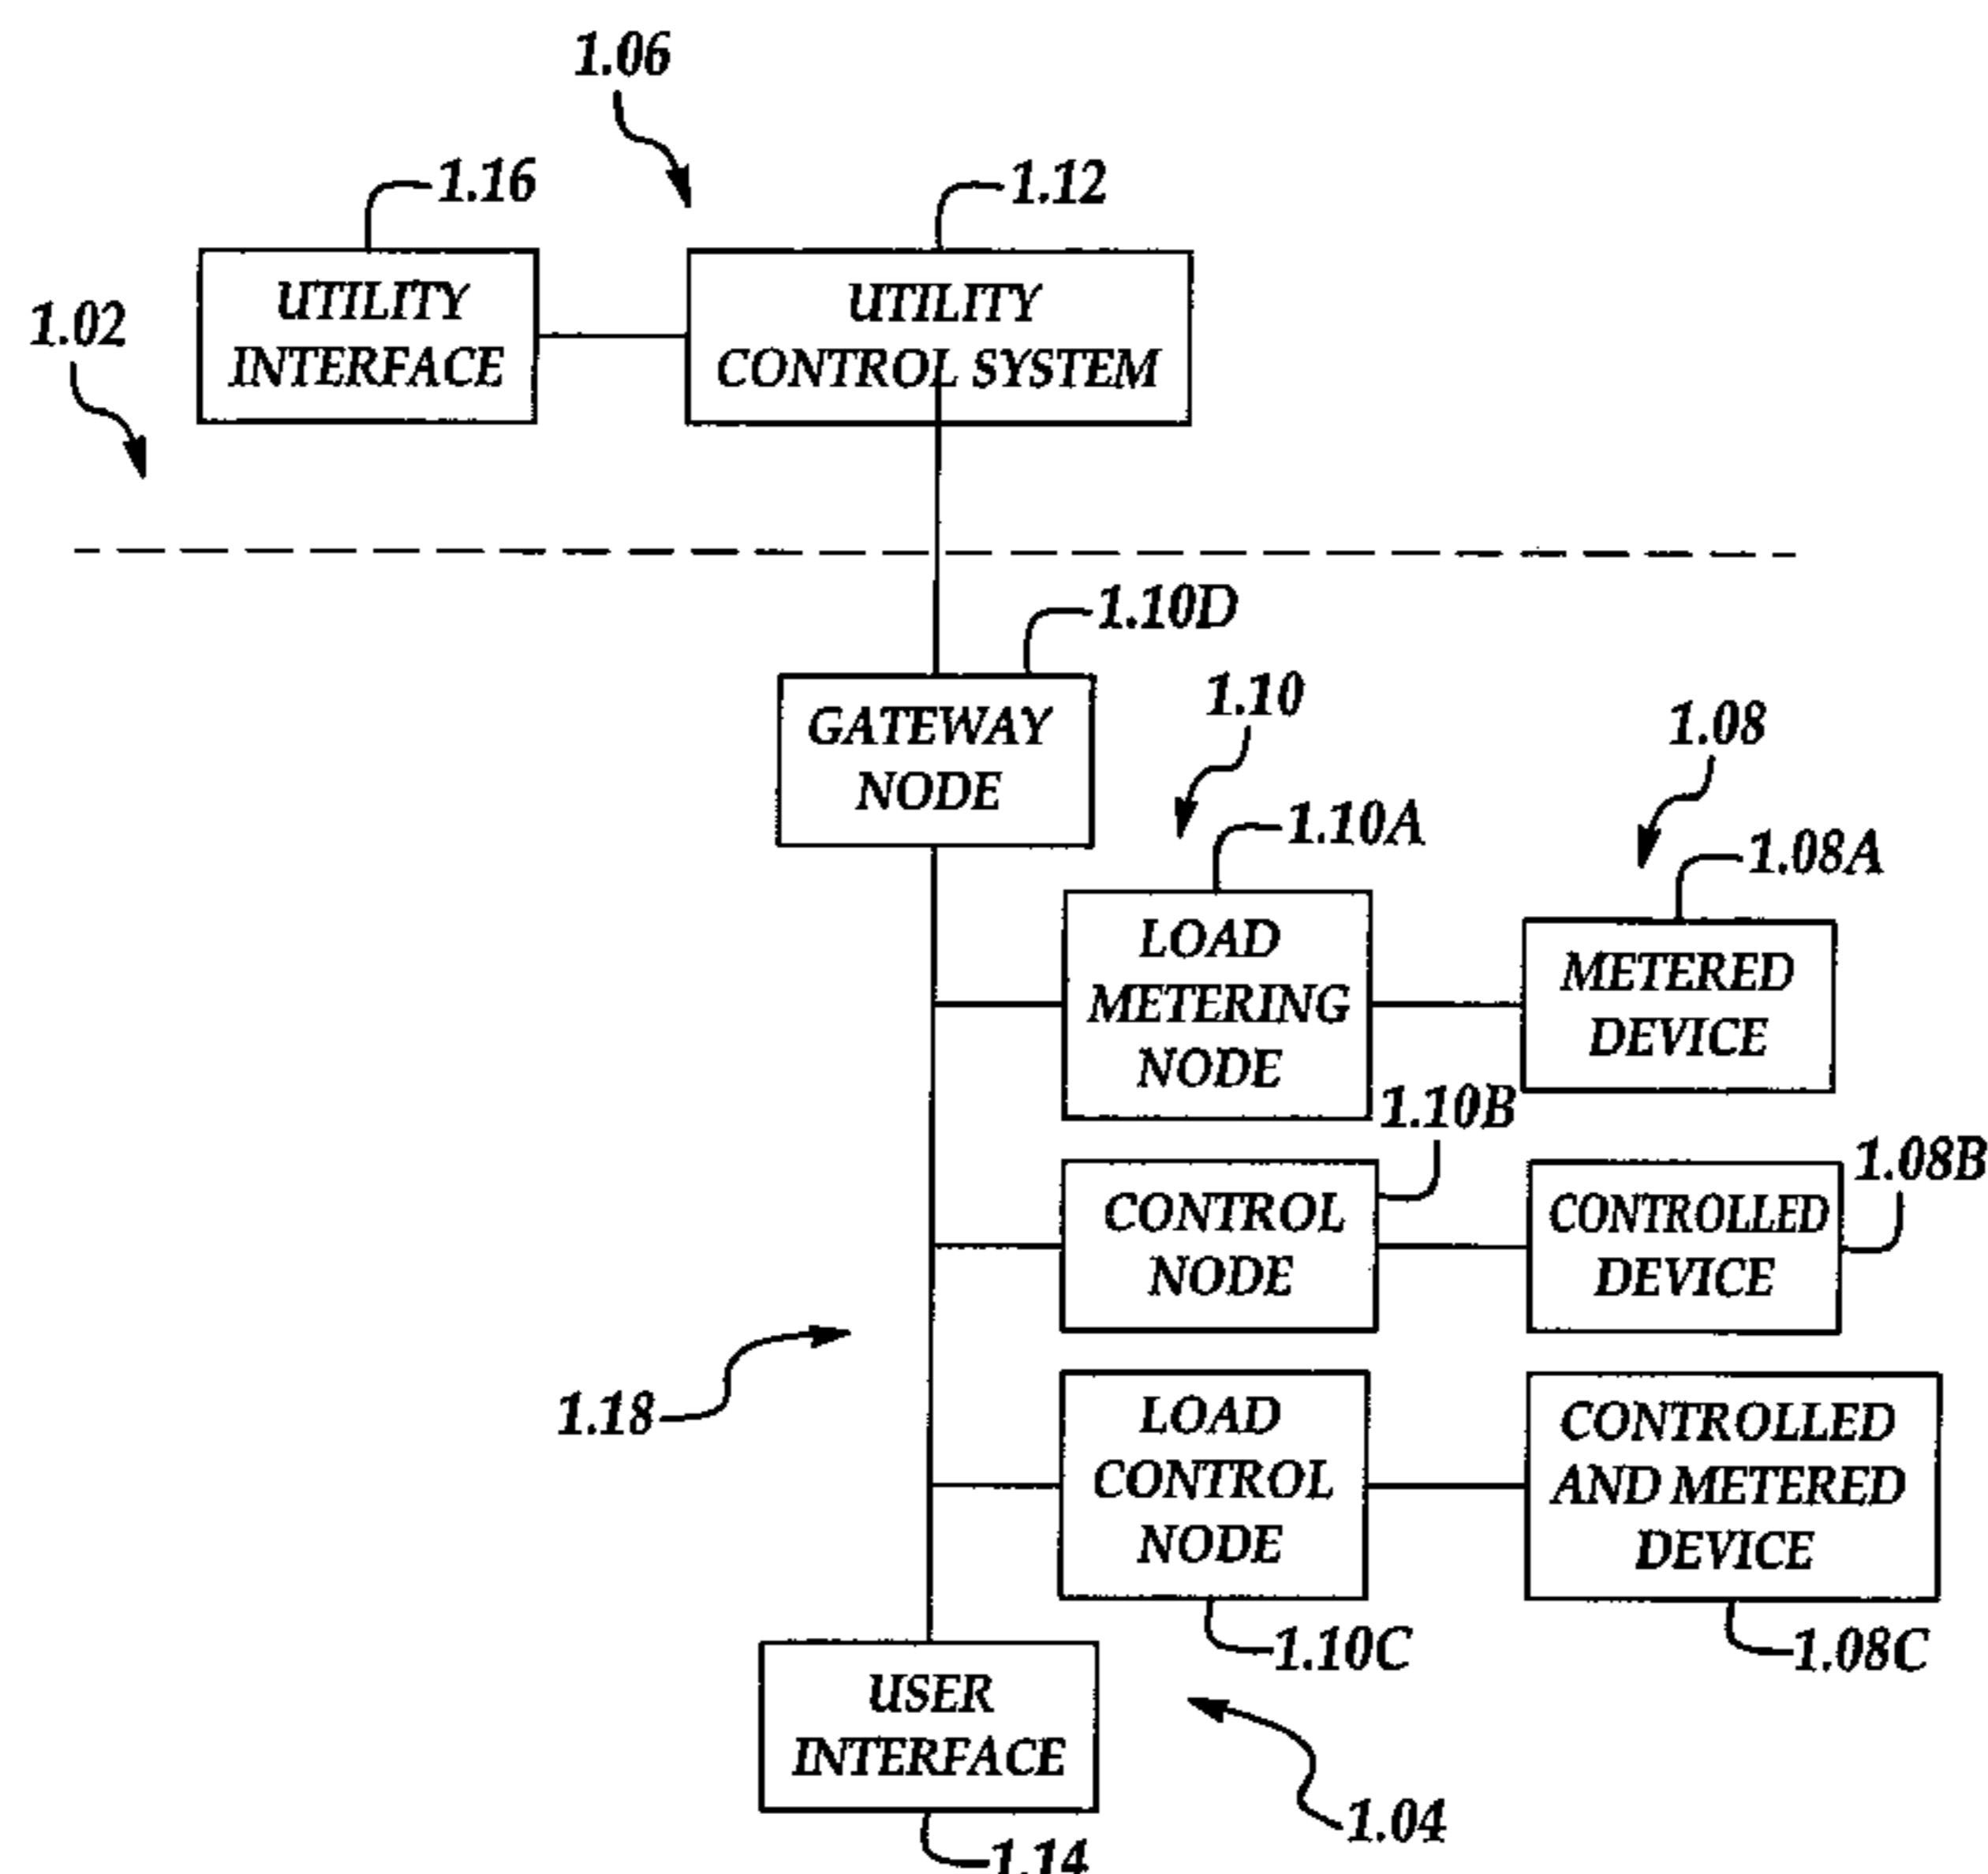 1.06
1.16
1.12
UTILITY
INTERFACE
UTILITY
CONTROL SYSTEM
1.02
1.10D
GATEWAY
NODE
1.10
1.08
1.10A
1.08A
LOAD
METERING
NODE
METERED
DEVICE
1.10B
1.08B
CONTROL
NODE
CONTROLLED
DEVICE
1.18
LOAD
CONTROL
NODE
CONTROLLED
AND METERED
DEVICE
1.10C
1.08C
USER
INTERFACE
1.04
1.14